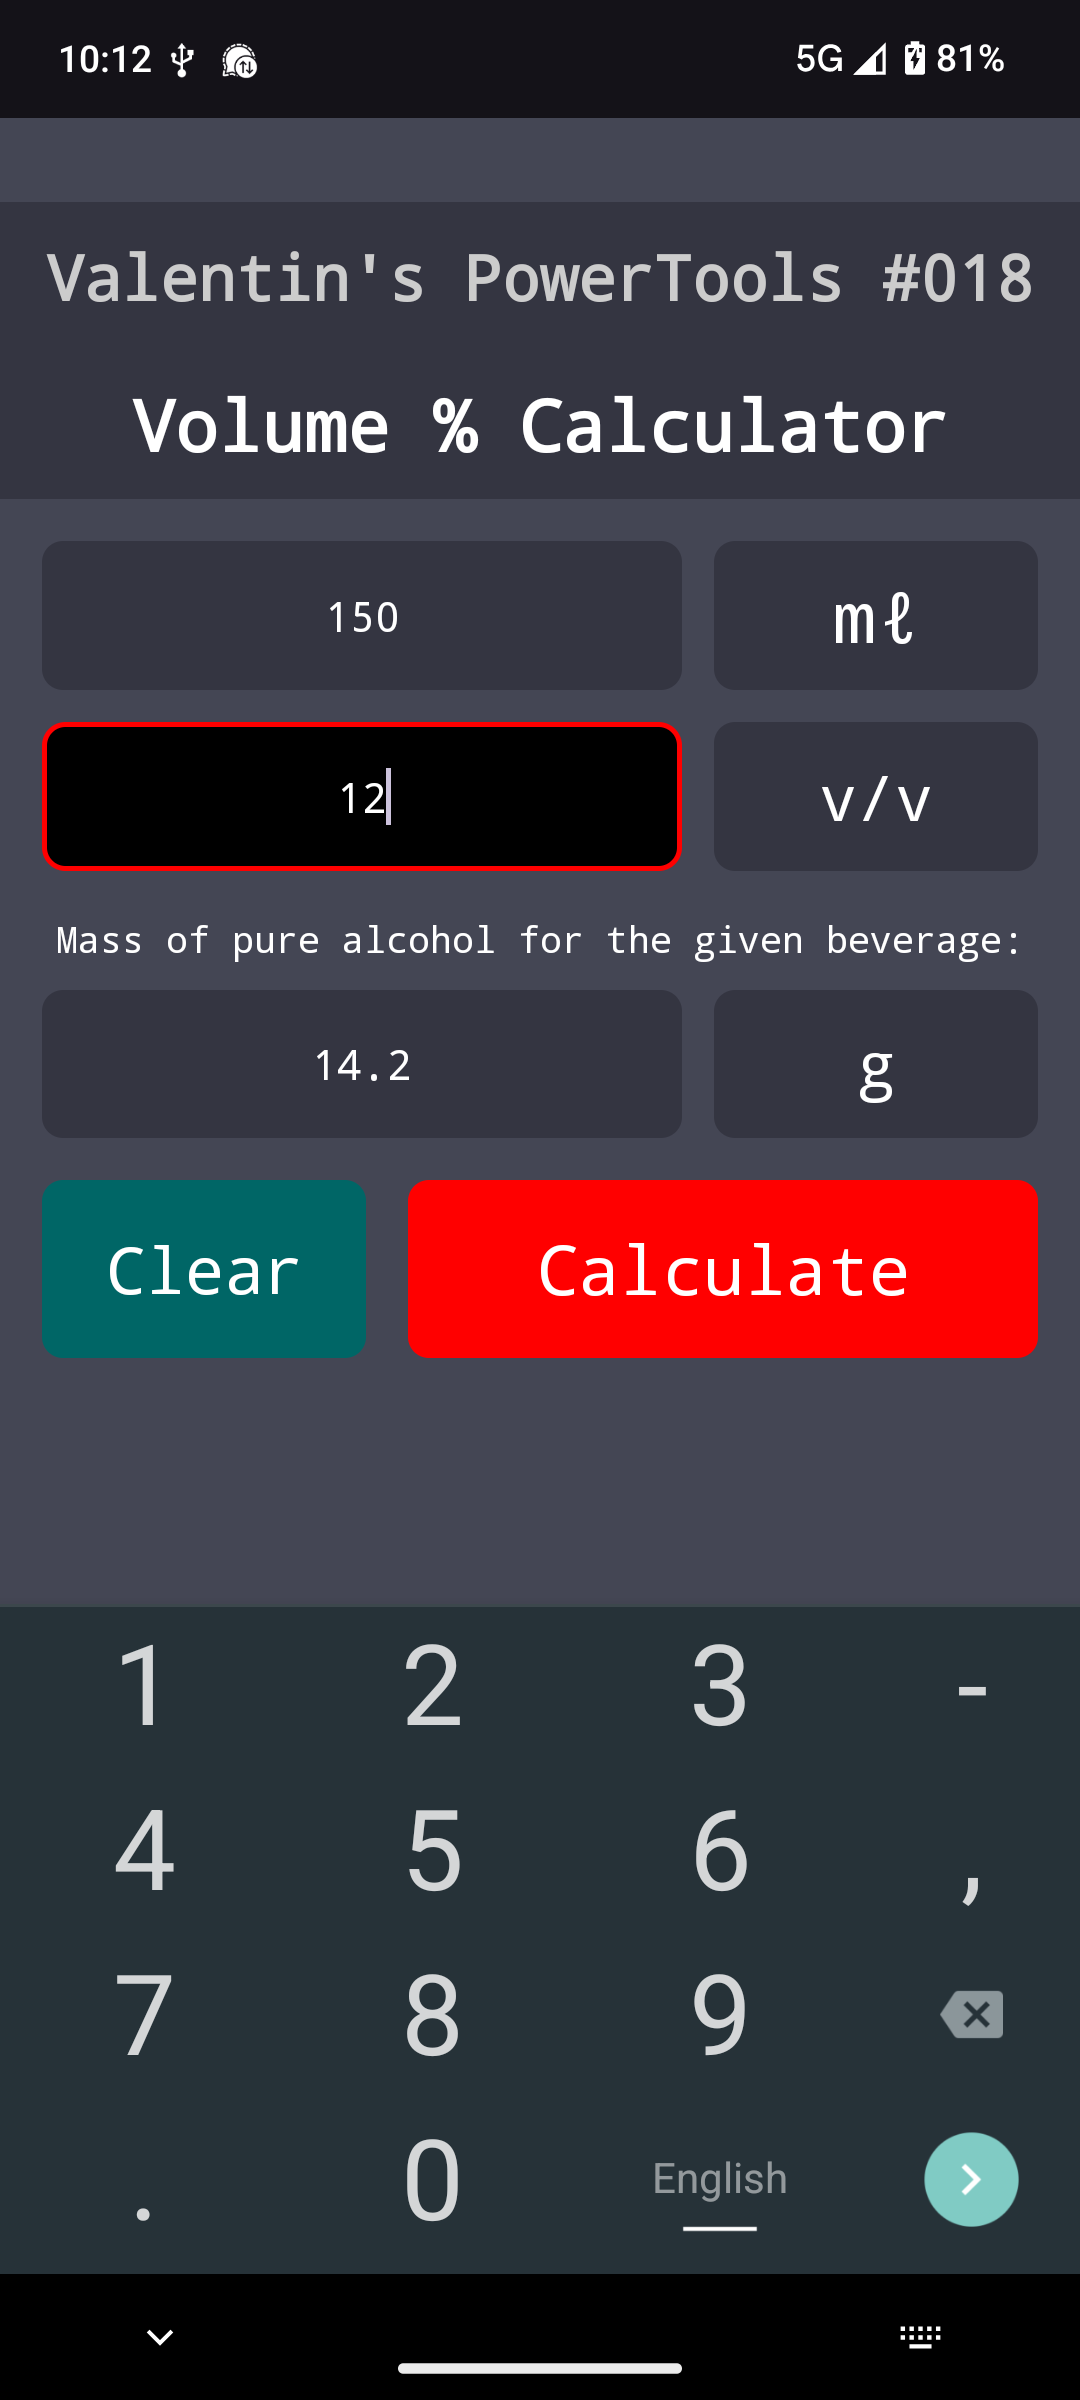 10:12 5G 81%
Valentin's PowerTools #018
Volume % Calculator
150 mℓ
12 v/v
Mass of pure alcohol for the given beverage:
14.2 g
Clear Calculate
1 2 3 -
4 5 6 ,
7 8 9
. 0 English